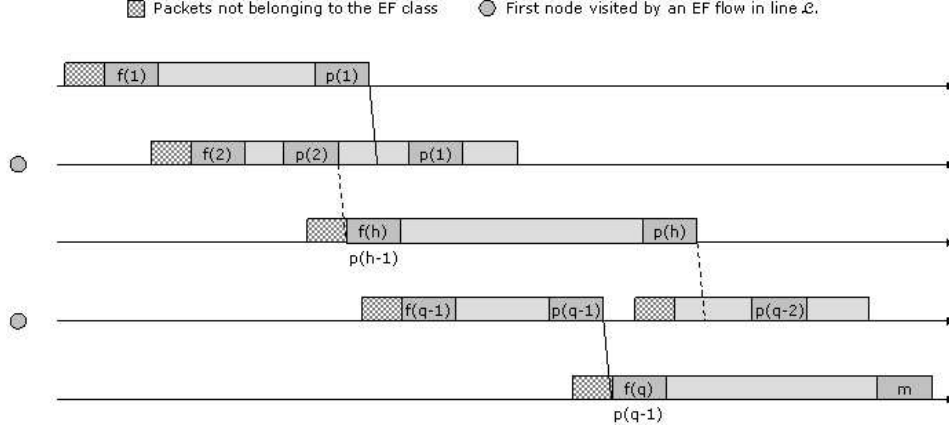 Packets not belonging to the EF class First node visited by an EF flow in line ℒ.
f(1) p(1)
f(2) p(2) p(1)
f(h) p(h)
p(h-1)
f(q-1) p(q-1) p(q-2)
f(q) m
p(q-1)